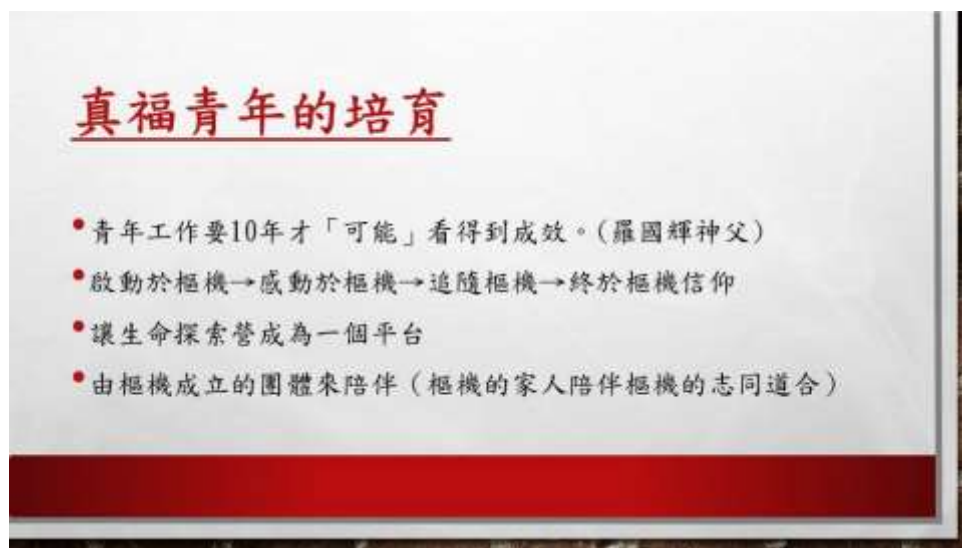 真福青年的培育
•青年工作要10年才「可能」看得到成效。(羅國輝神父)
•啟動於樞機→感動於樞機→追隨樞機→終於樞機信仰
•讓生命探索營成為一個平台
•由樞機成立的團體來陪伴（樞機的家人陪伴樞機的志同道合）